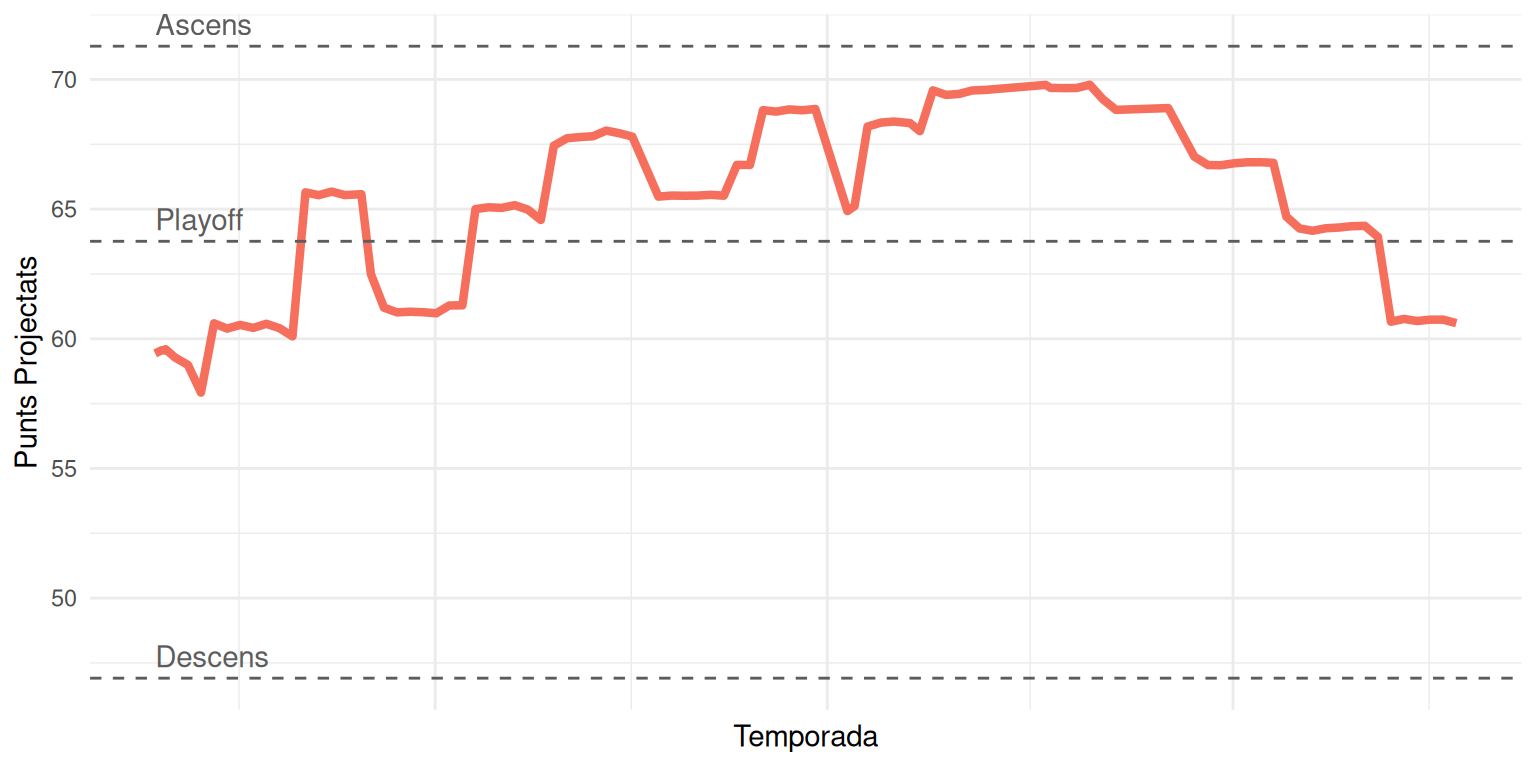 Ascens
70
65
Playoff
60
55
50
Descens
Punts Projectats
Temporada